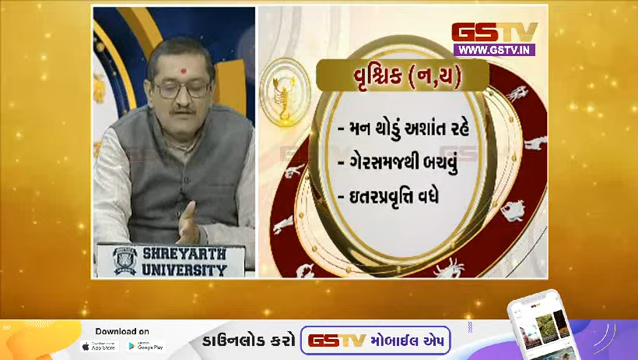 GSTV
WWW.GSTV.IN
વૃશ્ચિક (ન,ય)
- મન થોડું અશાંત રહે
- ગેરસમજથી બચવું
- ઇતરપ્રવૃત્તિ વધે
SHREYARTH
UNIVERSITY
Download on
App Store
Google Play
ડાઉનલોડ કરો GSTV મોબાઈલ એપ